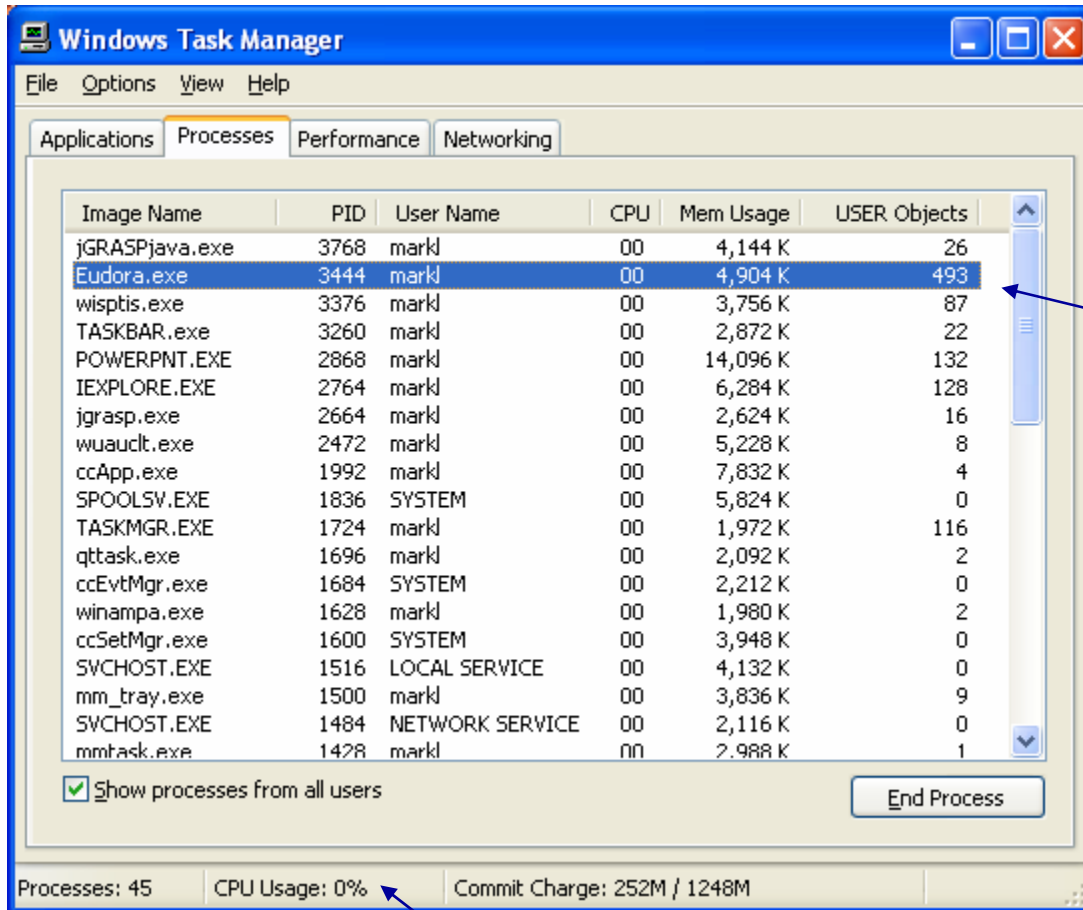 Windows Task Manager
File Options View Help
Applications Processes Performance Networking
Image Name PID User Name CPU Mem Usage USER Objects
jGRASPjava.exe 3768 markl 00 4,144 K 26
Eudora.exe 3444 markl 00 4,904 K 493
wisptis.exe 3376 markl 00 3,756 K 87
TASKBAR.exe 3260 markl 00 2,872 K 22
POWERPNT.EXE 2868 markl 00 14,096 K 132
IEXPLORE.EXE 2764 markl 00 6,284 K 128
jgrasp.exe 2664 markl 00 2,624 K 16
wuauclt.exe 2472 markl 00 5,228 K 8
ccApp.exe 1992 markl 00 7,832 K 4
SPOOLSV.EXE 1836 SYSTEM 00 5,824 K 0
TASKMGR.EXE 1724 markl 00 1,972 K 116
qttask.exe 1696 markl 00 2,092 K 2
ccEvtMgr.exe 1684 SYSTEM 00 2,212 K 0
winampa.exe 1628 markl 00 1,980 K 2
ccSetMgr.exe 1600 SYSTEM 00 3,948 K 0
SVCHOST.EXE 1516 LOCAL SERVICE 00 4,132 K 0
mm_tray.exe 1500 markl 00 3,836 K 9
SVCHOST.EXE 1484 NETWORK SERVICE 00 2,116 K 0
mmtask.exe 1428 markl 00 2,988 K 1
Show processes from all users
End Process
Processes: 45 CPU Usage: 0% Commit Charge: 252M / 1248M